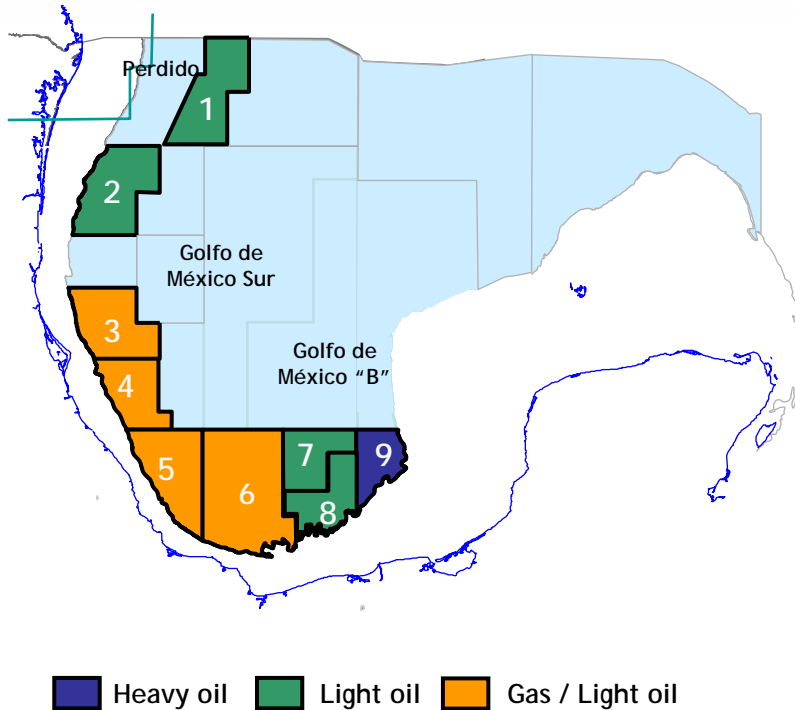 Perdido
1
2
Golfo de
México Sur
3
Golfo de
México "B"
4
5
6
7
8
9
Heavy oil
Light oil
Gas / Light oil